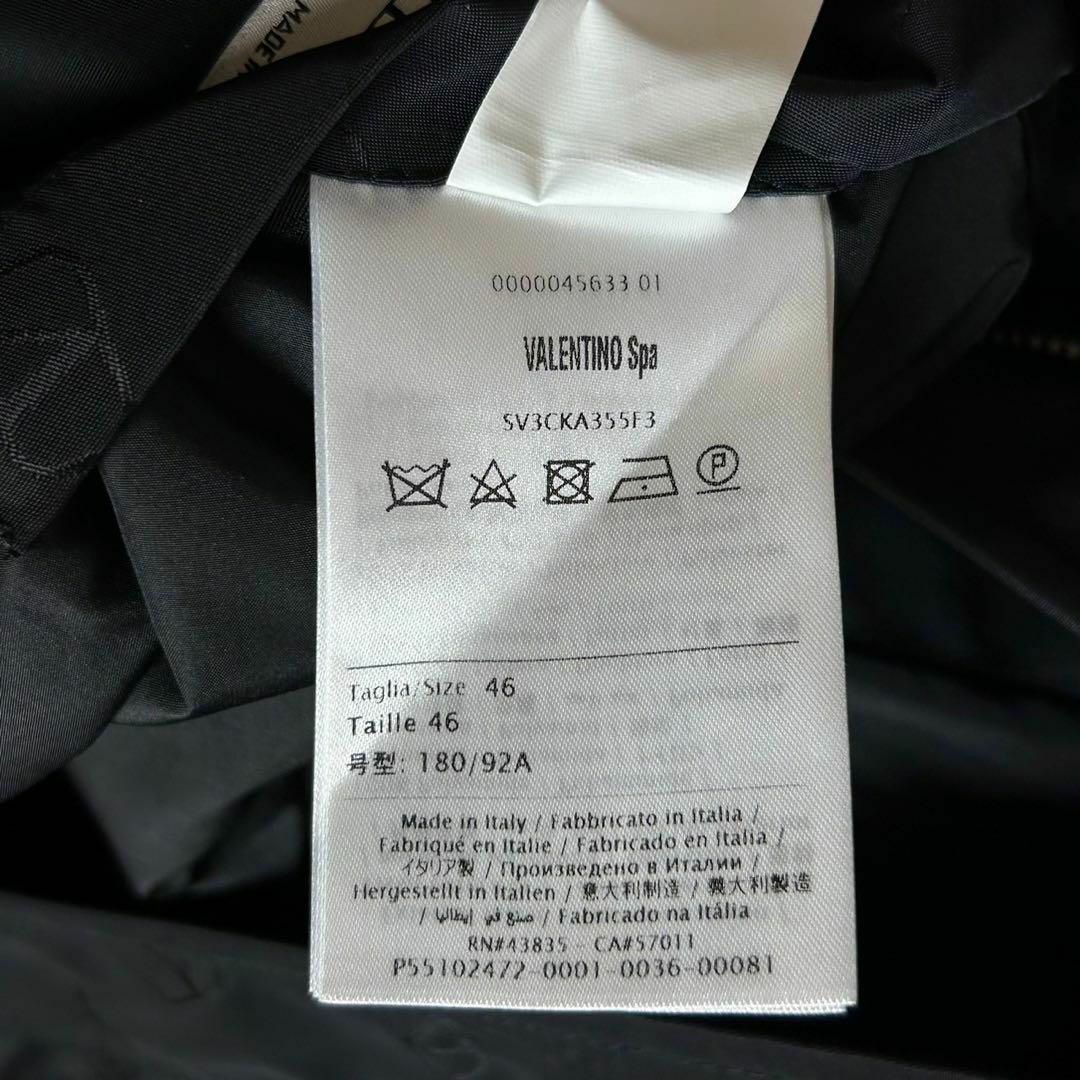 MADE IN
0000045633 01
VALENTINO Spa
SV3CKA355F3
P
Taglia/Size 46
Taille 46
号型: 180/92A
Made in Italy / Fabbricato in Italia /
Fabriqué en Italie / Fabricado en Italia /
イタリア製 / Произведено в Италии /
Hergestellt in Italien / 意大利制造 / 義大利製造
/ صنع في إيطاليا / Fabricado na Itália
RN#43835 - CA#57011
P55102472-0001-0036-00081